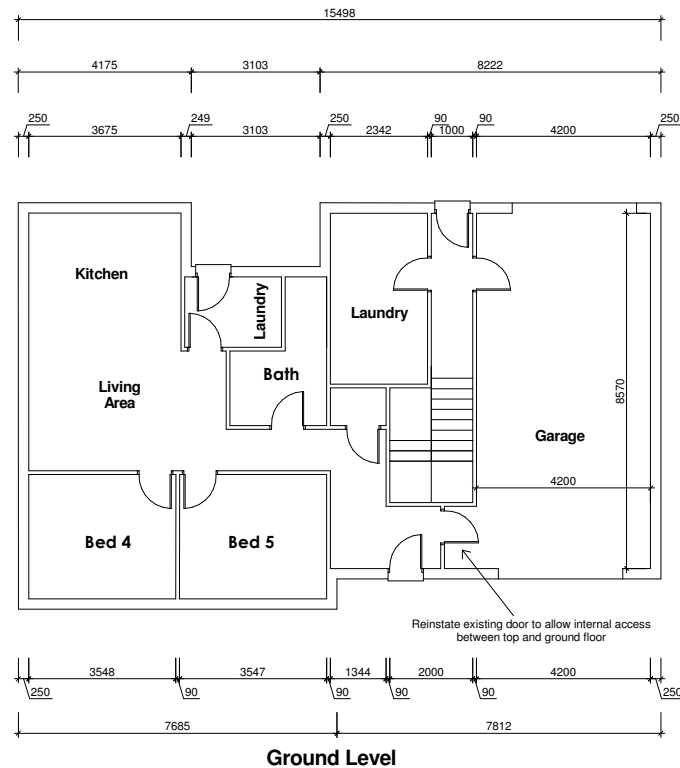 15498
4175 3103 8222
250 249 250 90 90 250
3675 3103 2342 1000 4200
Kitchen
Laundry
Laundry
Bath
Living
Area
8570
Garage
4200
Bed 4
Bed 5
Reinstate existing door to allow internal access
between top and ground floor
3548 3547 1344 2000 4200
250 90 90 90 90 250
7685 7812
Ground Level